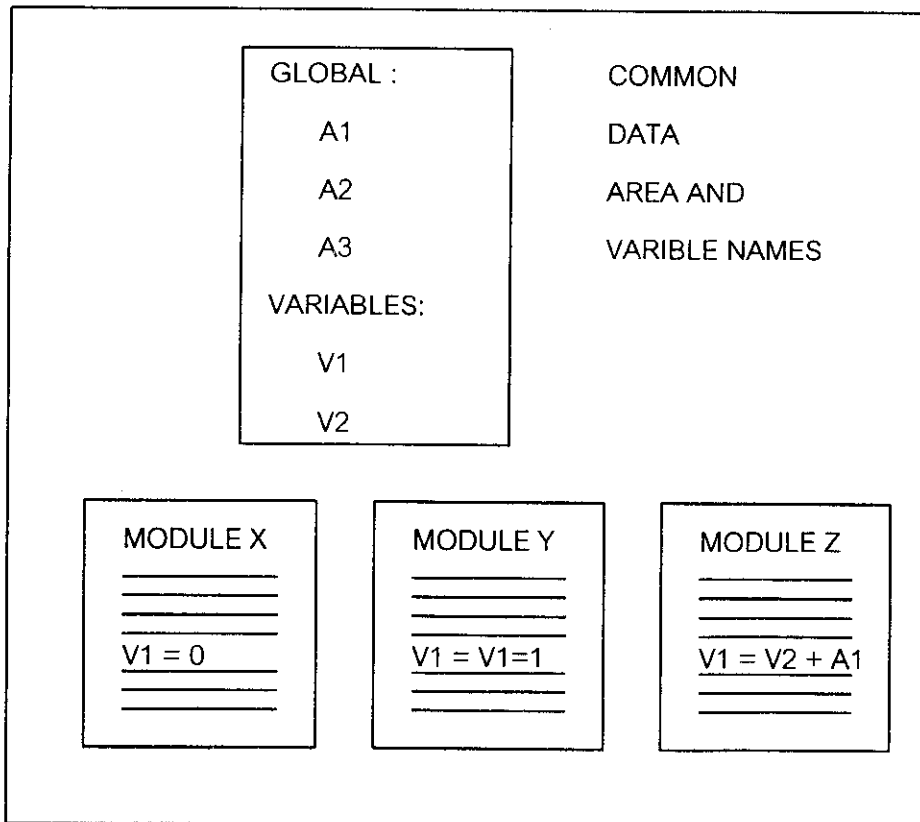 GLOBAL :
A1
A2
A3
VARIABLES:
V1
V2
COMMON
DATA
AREA AND
VARIBLE NAMES
MODULE X
V1 = 0
MODULE Y
V1 = V1=1
MODULE Z
V1 = V2 + A1